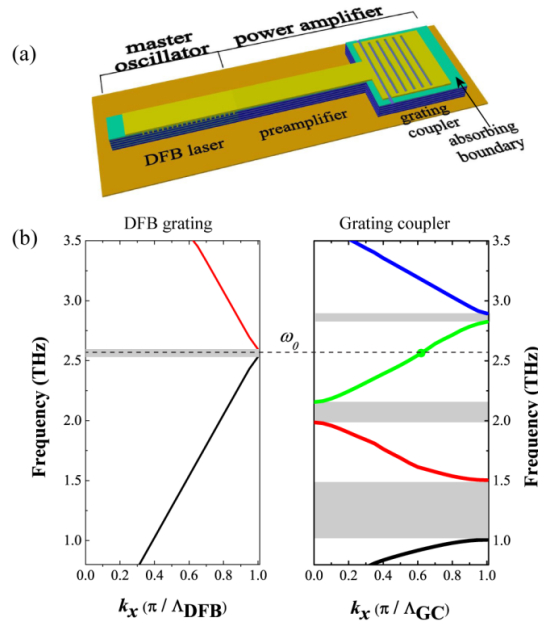 (a)
master
oscillator
power amplifier
DFB laser
preamplifier
grating
coupler
absorbing
boundary
(b)
DFB grating
Grating coupler
Frequency (THz)
3.5
3.0
2.5
2.0
1.5
1.0
0.0 0.2 0.4 0.6 0.8 1.0
kx (π / ΛDFB)
ω0
3.5
3.0
2.5
2.0
1.5
1.0
Frequency (THz)
0.0 0.2 0.4 0.6 0.8 1.0
kx (π / ΛGC)